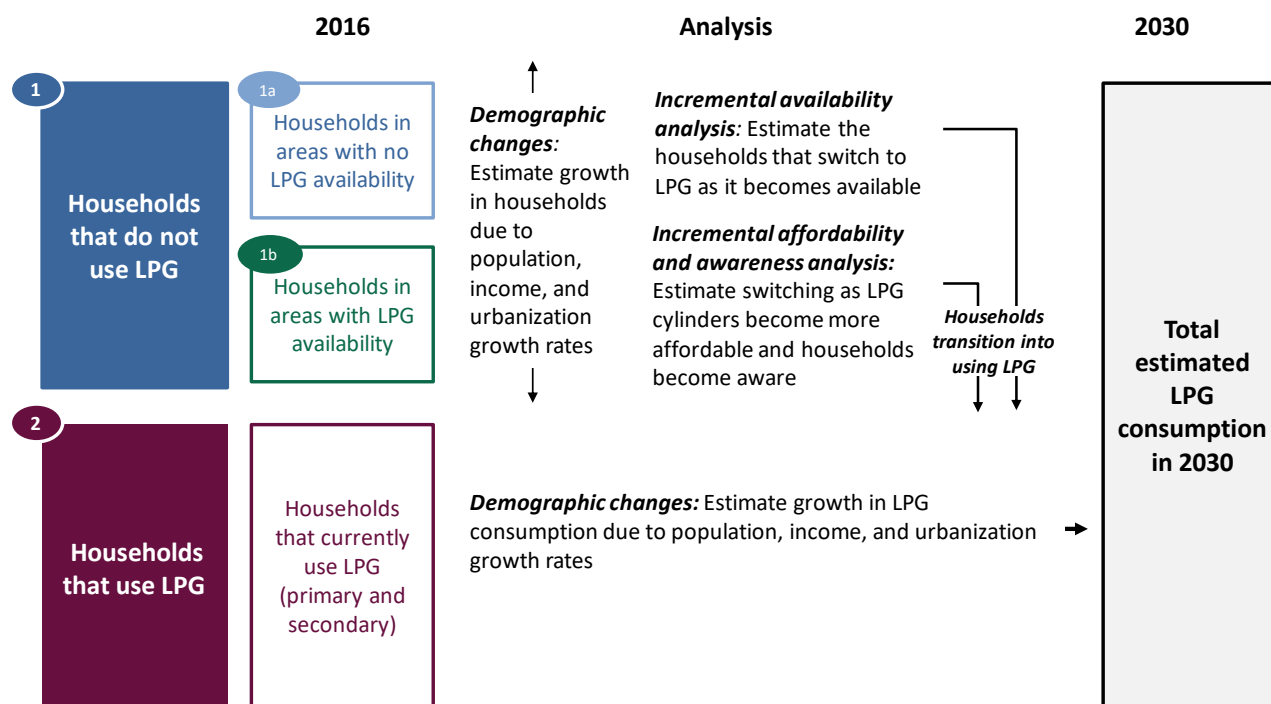 2016
Analysis
2030
1
Households
that do not
use LPG
1a
Households in
areas with no
LPG availability
1b
Households in
areas with LPG
availability
Demographic
changes:
Estimate growth
in households
due to
population,
income, and
urbanization
growth rates
Incremental availability
analysis: Estimate the
households that switch to
LPG as it becomes available
Incremental affordability
and awareness analysis:
Estimate switching as LPG
cylinders become more
affordable and households
become aware
Households
transition into
using LPG
2
Households
that use LPG
Households
that currently
use LPG
(primary and
secondary)
Demographic changes: Estimate growth in LPG
consumption due to population, income, and urbanization
growth rates
Total
estimated
LPG
consumption
in 2030